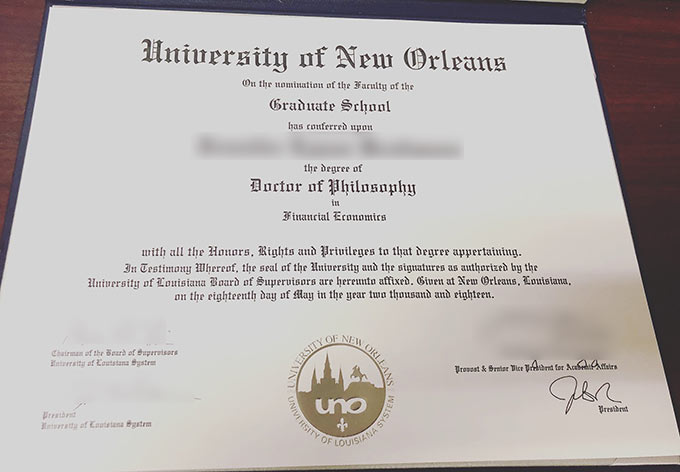 University of New Orleans
On the nomination of the Faculty of the
Graduate School
has conferred upon
the degree of
Doctor of Philosophy
in
Financial Economics
with all the Honors, Rights and Privileges to that degree appertaining.
In Testimony Whereof, the seal of the University and the signatures as authorized by the
University of Louisiana Board of Supervisors are hereunto affixed. Given at New Orleans, Louisiana,
on the eighteenth day of May in the year two thousand and eighteen.
Chairman of the Board of Supervisors
University of Louisiana System
President
University of Louisiana System
UNIVERSITY OF NEW ORLEANS
uno
UNIVERSITY OF LOUISIANA SYSTEM
Provost & Senior Vice President for Academic Affairs
President